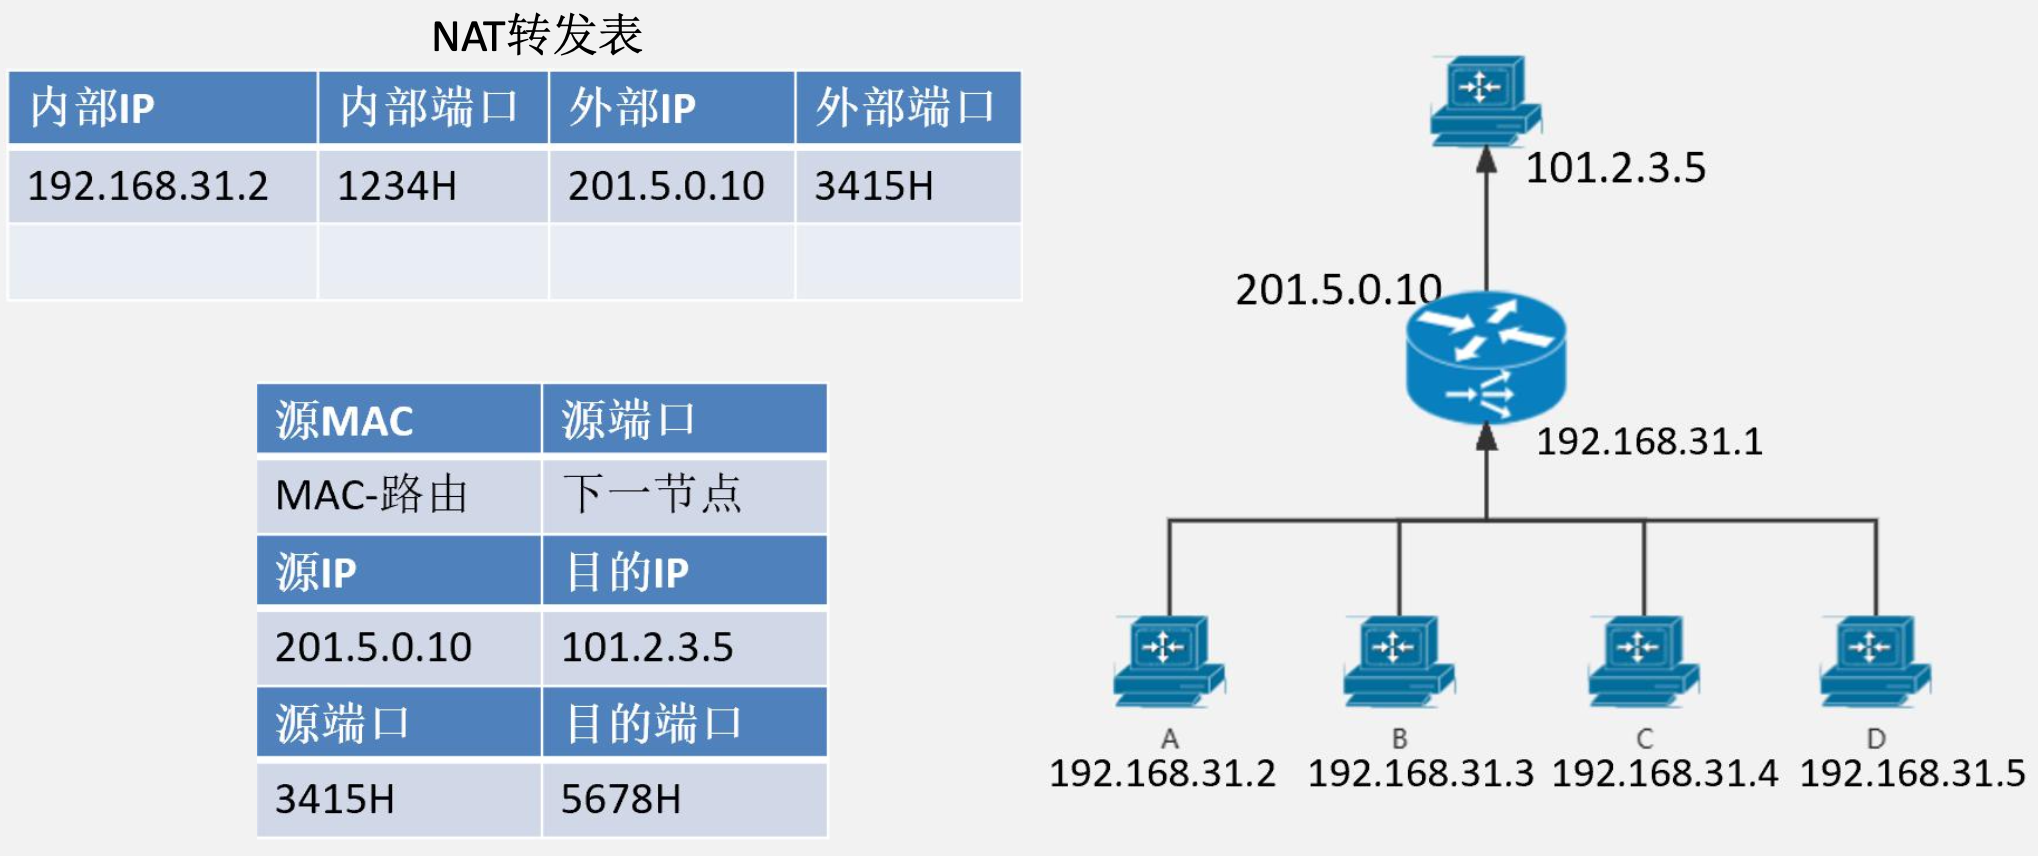 NAT转发表
内部IP 内部端口 外部IP 外部端口
192.168.31.2 1234H 201.5.0.10 3415H
源MAC 源端口
MAC-路由 下一节点
源IP 目的IP
201.5.0.10 101.2.3.5
源端口 目的端口
3415H 5678H
101.2.3.5
201.5.0.10
192.168.31.1
A B C D
192.168.31.2 192.168.31.3 192.168.31.4 192.168.31.5